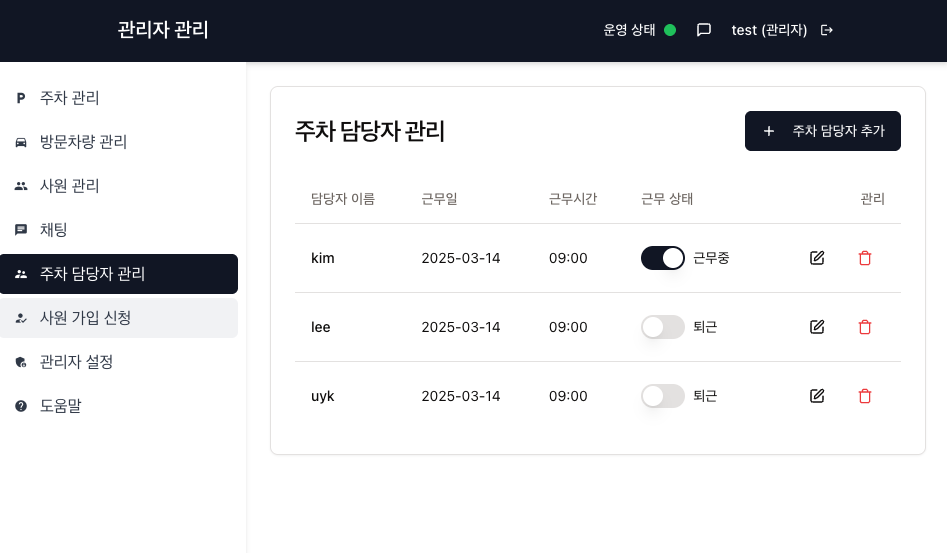 관리자 관리
운영 상태
test (관리자)
P 주차 관리
방문차량 관리
사원 관리
채팅
주차 담당자 관리
사원 가입 신청
관리자 설정
도움말
주차 담당자 관리
+ 주차 담당자 추가
담당자 이름 근무일 근무시간 근무 상태 관리
kim 2025-03-14 09:00 근무중
lee 2025-03-14 09:00 퇴근
uyk 2025-03-14 09:00 퇴근